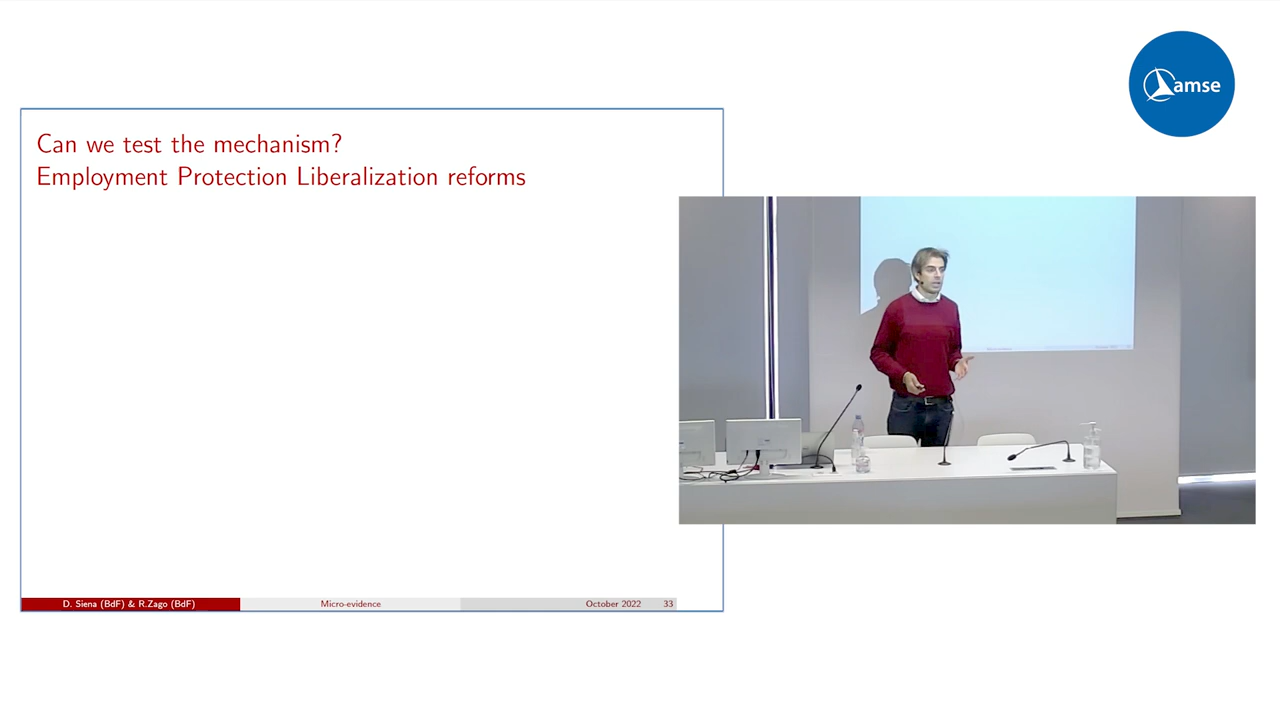 amse
Can we test the mechanism?
Employment Protection Liberalization reforms
D. Siena (BdF) & R.Zago (BdF)
Micro-evidence
October 2022
33